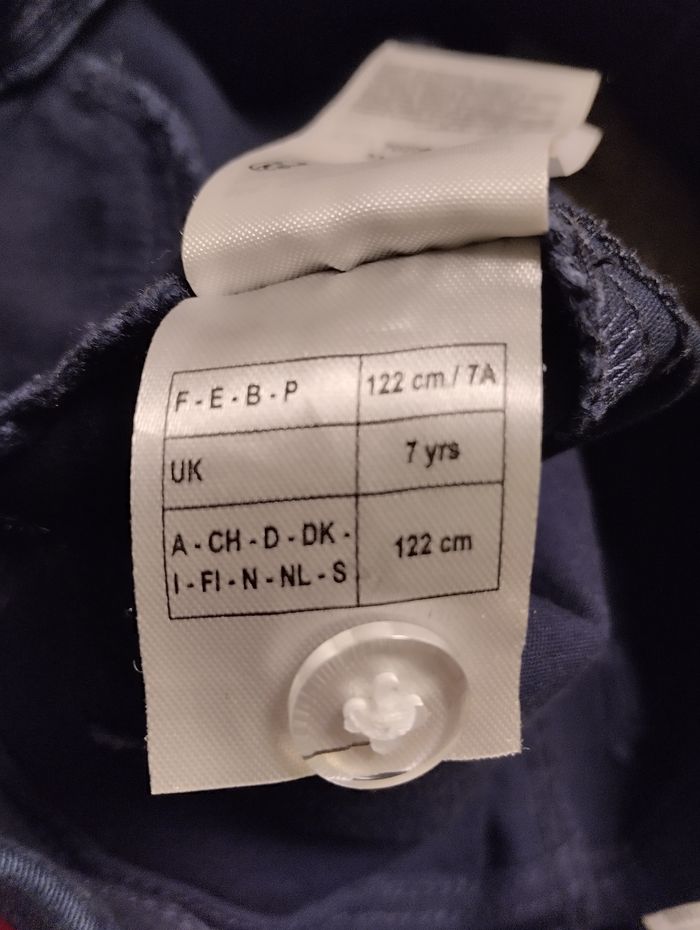 F - E - B - P
122 cm / 7A
UK
7 yrs
A - CH - D - DK -
I - FI - N - NL - S
122 cm